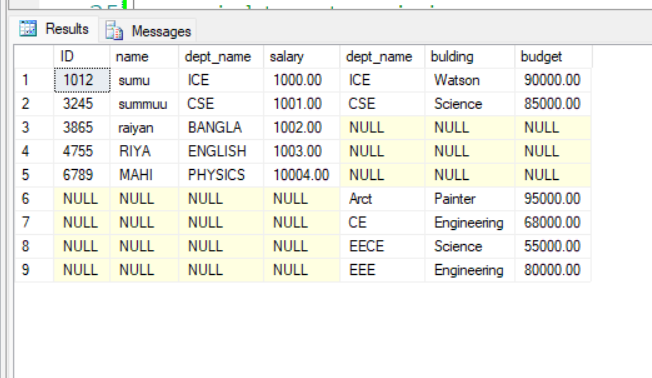 Results Messages
ID name dept_name salary dept_name bulding budget
1 1012 sumu ICE 1000.00 ICE Watson 90000.00
2 3245 summuu CSE 1001.00 CSE Science 85000.00
3 3865 raiyan BANGLA 1002.00 NULL NULL NULL
4 4755 RIYA ENGLISH 1003.00 NULL NULL NULL
5 6789 MAHI PHYSICS 10004.00 NULL NULL NULL
6 NULL NULL NULL NULL Arct Painter 95000.00
7 NULL NULL NULL NULL CE Engineering 68000.00
8 NULL NULL NULL NULL EECE Science 55000.00
9 NULL NULL NULL NULL EEE Engineering 80000.00